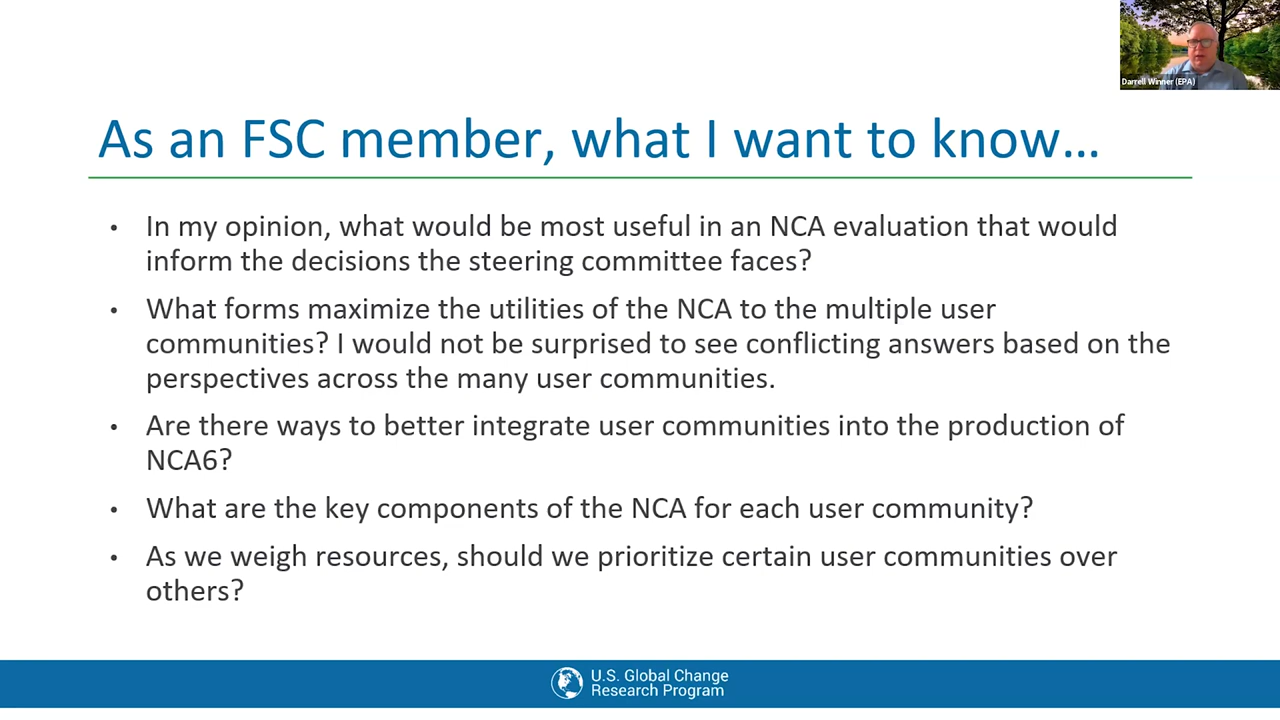 Darrell Winner (EPA)
As an FSC member, what I want to know...
• In my opinion, what would be most useful in an NCA evaluation that would
inform the decisions the steering committee faces?
• What forms maximize the utilities of the NCA to the multiple user
communities? I would not be surprised to see conflicting answers based on the
perspectives across the many user communities.
• Are there ways to better integrate user communities into the production of
NCA6?
• What are the key components of the NCA for each user community?
• As we weigh resources, should we prioritize certain user communities over
others?
U.S. Global Change
Research Program